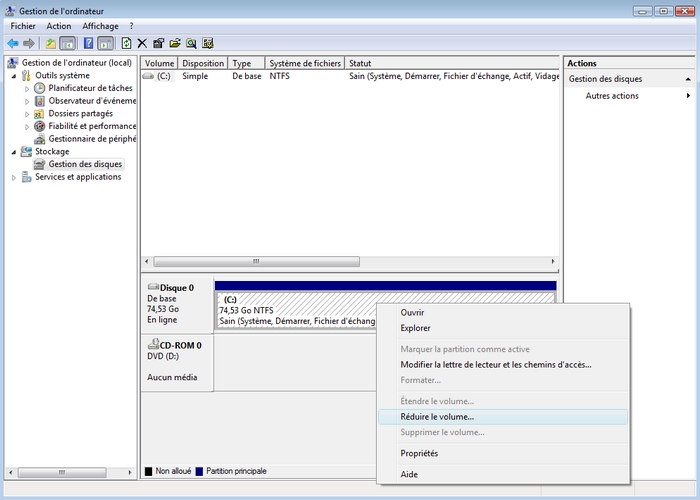 Gestion de l'ordinateur
Fichier Action Affichage ?
Gestion de l'ordinateur (local)
Outils système
Planificateur de tâches
Observateur d'événeme
Dossiers partagés
Fiabilité et performance
Gestionnaire de périphé
Stockage
Gestion des disques
Services et applications
Volume Disposition Type Système de fichiers Statut
(C:) Simple De base NTFS Sain (Système, Démarrer, Fichier d'échange, Actif, Vidage
Actions
Gestion des disques
Autres actions
Disque 0
De base
74,53 Go
En ligne
(C:)
74,53 Go NTFS
Sain (Système, Démarrer, Fichier d'échang
CD-ROM 0
DVD (D:)
Aucun média
Non alloué Partition principale
Ouvrir
Explorer
Marquer la partition comme active
Modifier la lettre de lecteur et les chemins d'accès...
Formater...
Étendre le volume...
Réduire le volume...
Supprimer le volume...
Propriétés
Aide